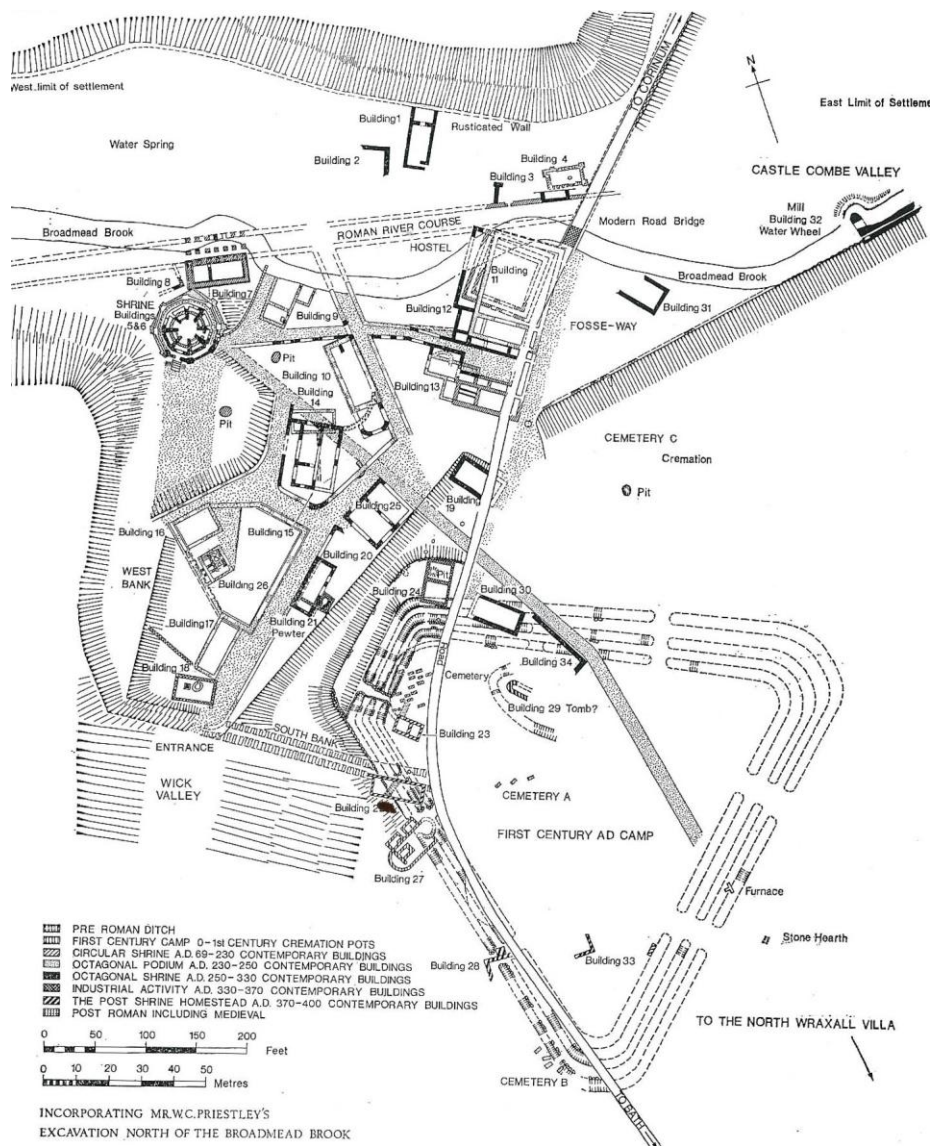 West limit of settlement
Water Spring
Building 1
Rusticated Wall
Building 2
Building 3
Building 4
TO CORINIUM
N
East Limit of Settleme
CASTLE COMBE VALLEY
Mill
Building 32
Water Wheel
Broadmead Brook
ROMAN RIVER COURSE
HOSTEL
Modern Road Bridge
Broadmead Brook
Building 8
Building 7
SHRINE
Buildings
5&6
Building 9
Building 12
Building
11
Building 31
FOSSE-WAY
Pit
Building 10
Building
14
Building 13
Pit
CEMETERY C
Cremation
Pit
Building
19
Building 25
Building 16
Building 15
Building 20
WEST
BANK
Building 26
Pit
Building
24
Building 30
Building 17
Building 21
Pewter
Building 18
ROAD
Cemetery
Building 34
Building 29 Tomb?
SOUTH BANK
Building 23
ENTRANCE
WICK
VALLEY
CEMETERY A
Building
FIRST CENTURY AD CAMP
Building 27
Furnace
Stone Hearth
Building 28
Building 33
TO THE NORTH WRAXALL VILLA
CEMETERY B
TO BATH
PRE ROMAN DITCH
FIRST CENTURY CAMP 0-1st CENTURY CREMATION POTS
CIRCULAR SHRINE A.D. 69-230 CONTEMPORARY BUILDINGS
OCTAGONAL PODIUM A.D. 230-250 CONTEMPORARY BUILDINGS
OCTAGONAL SHRINE A.D. 250-330 CONTEMPORARY BUILDINGS
INDUSTRIAL ACTIVITY A.D. 330-370 CONTEMPORARY BUILDINGS
THE POST SHRINE HOMESTEAD A.D. 370-400 CONTEMPORARY BUILDINGS
POST ROMAN INCLUDING MEDIEVAL
0 50 100 150 200
Feet
0 10 20 30 40 50
Metres
INCORPORATING MR.W.C.PRIESTLEY'S
EXCAVATION NORTH OF THE BROADMEAD BROOK